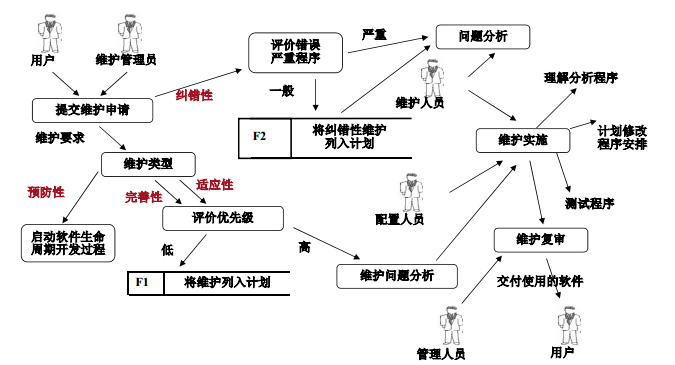 用户
维护管理员
评价错误
严重程序
严重
问题分析
提交维护申请
纠错性
一般
维护人员
理解分析程序
维护要求
F2
将纠错性维护
列入计划
维护实施
计划修改
程序安排
维护类型
预防性
完善性
适应性
测试程序
启动软件生命
周期开发过程
评价优先级
配置人员
维护复审
低
高
F1
将维护列入计划
维护问题分析
交付使用的软件
管理人员
用户